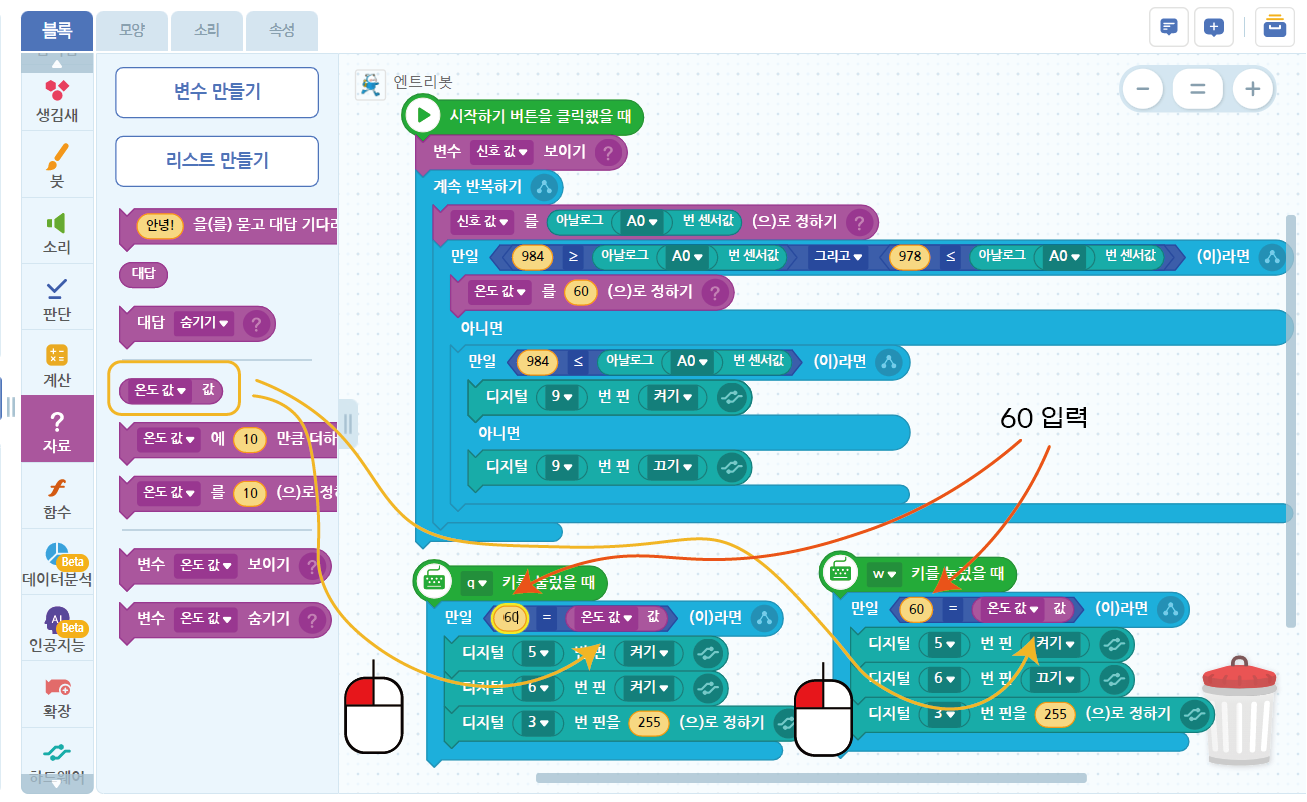 블록 모양 소리 속성
생김새
붓
소리
판단
계산
?
자료
함수
Beta
데이터분석
AI
Beta
인공지능
확장
하드웨어
변수 만들기
리스트 만들기
안녕! 을(를) 묻고 대답 기다리
대답
대답 숨기기 ?
온도 값 값
온도 값 에 10 만큼 더하
온도 값 를 10 (으)로 정하
변수 온도 값 보이기 ?
변수 온도 값 숨기기 ?
엔트리봇
시작하기 버튼을 클릭했을 때
변수 신호 값 보이기 ?
계속 반복하기
신호 값 를 아날로그 A0 번 센서값 (으)로 정하기 ?
만일 984 ≥ 아날로그 A0 번 센서값 그리고 978 ≤ 아날로그 A0 번 센서값 (이)라면
온도 값 를 60 (으)로 정하기 ?
아니면
만일 984 ≤ 아날로그 A0 번 센서값 (이)라면
디지털 9 번 핀 켜기
아니면
디지털 9 번 핀 끄기
60 입력
q 키를 눌렀을 때
만일 60 = 온도 값 값 (이)라면
디지털 5 번 핀 켜기
디지털 6 번 핀 켜기
디지털 3 번 핀을 255 (으)로 정하기
w 키를 눌렀을 때
만일 60 = 온도 값 값 (이)라면
디지털 5 번 핀 켜기
디지털 6 번 핀 끄기
디지털 3 번 핀을 255 (으)로 정하기